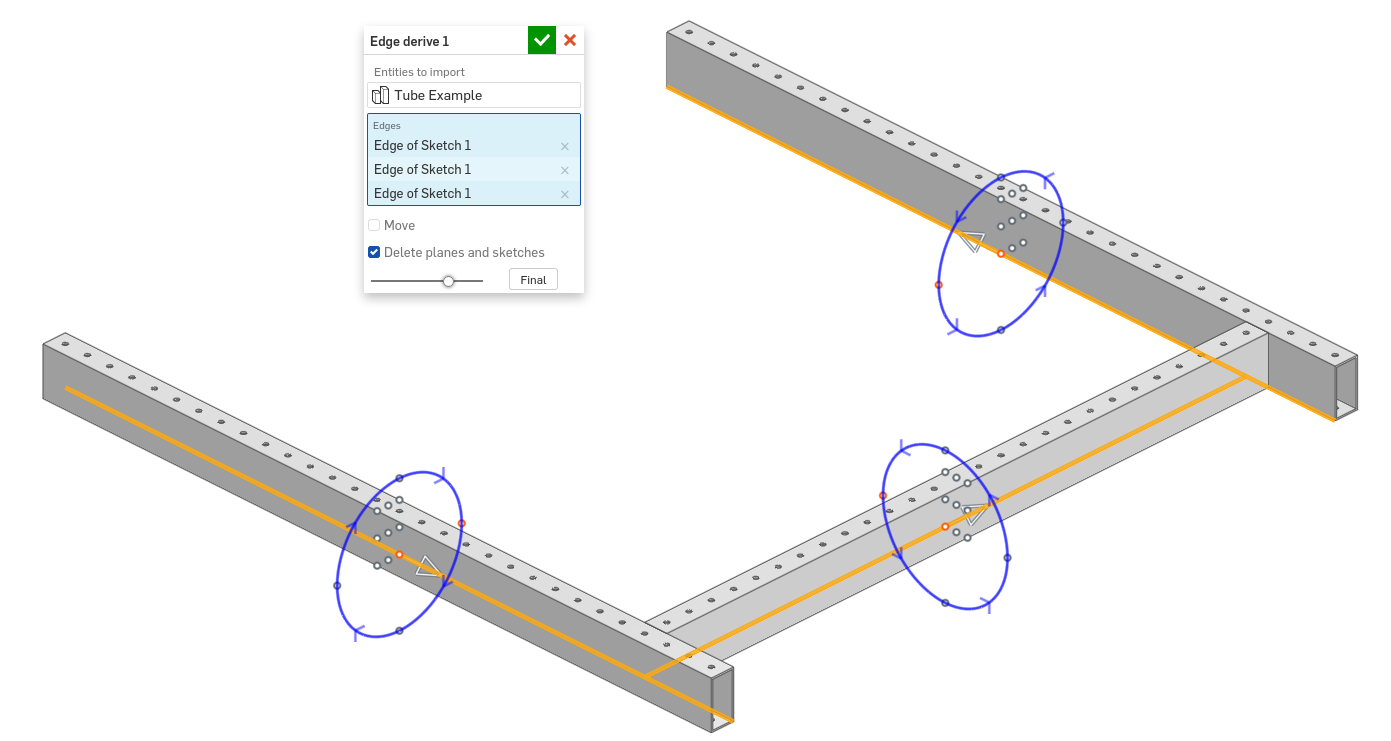 Edge derive 1
Entities to import
Tube Example
Edges
Edge of Sketch 1
Edge of Sketch 1
Edge of Sketch 1
Move
Delete planes and sketches
Final